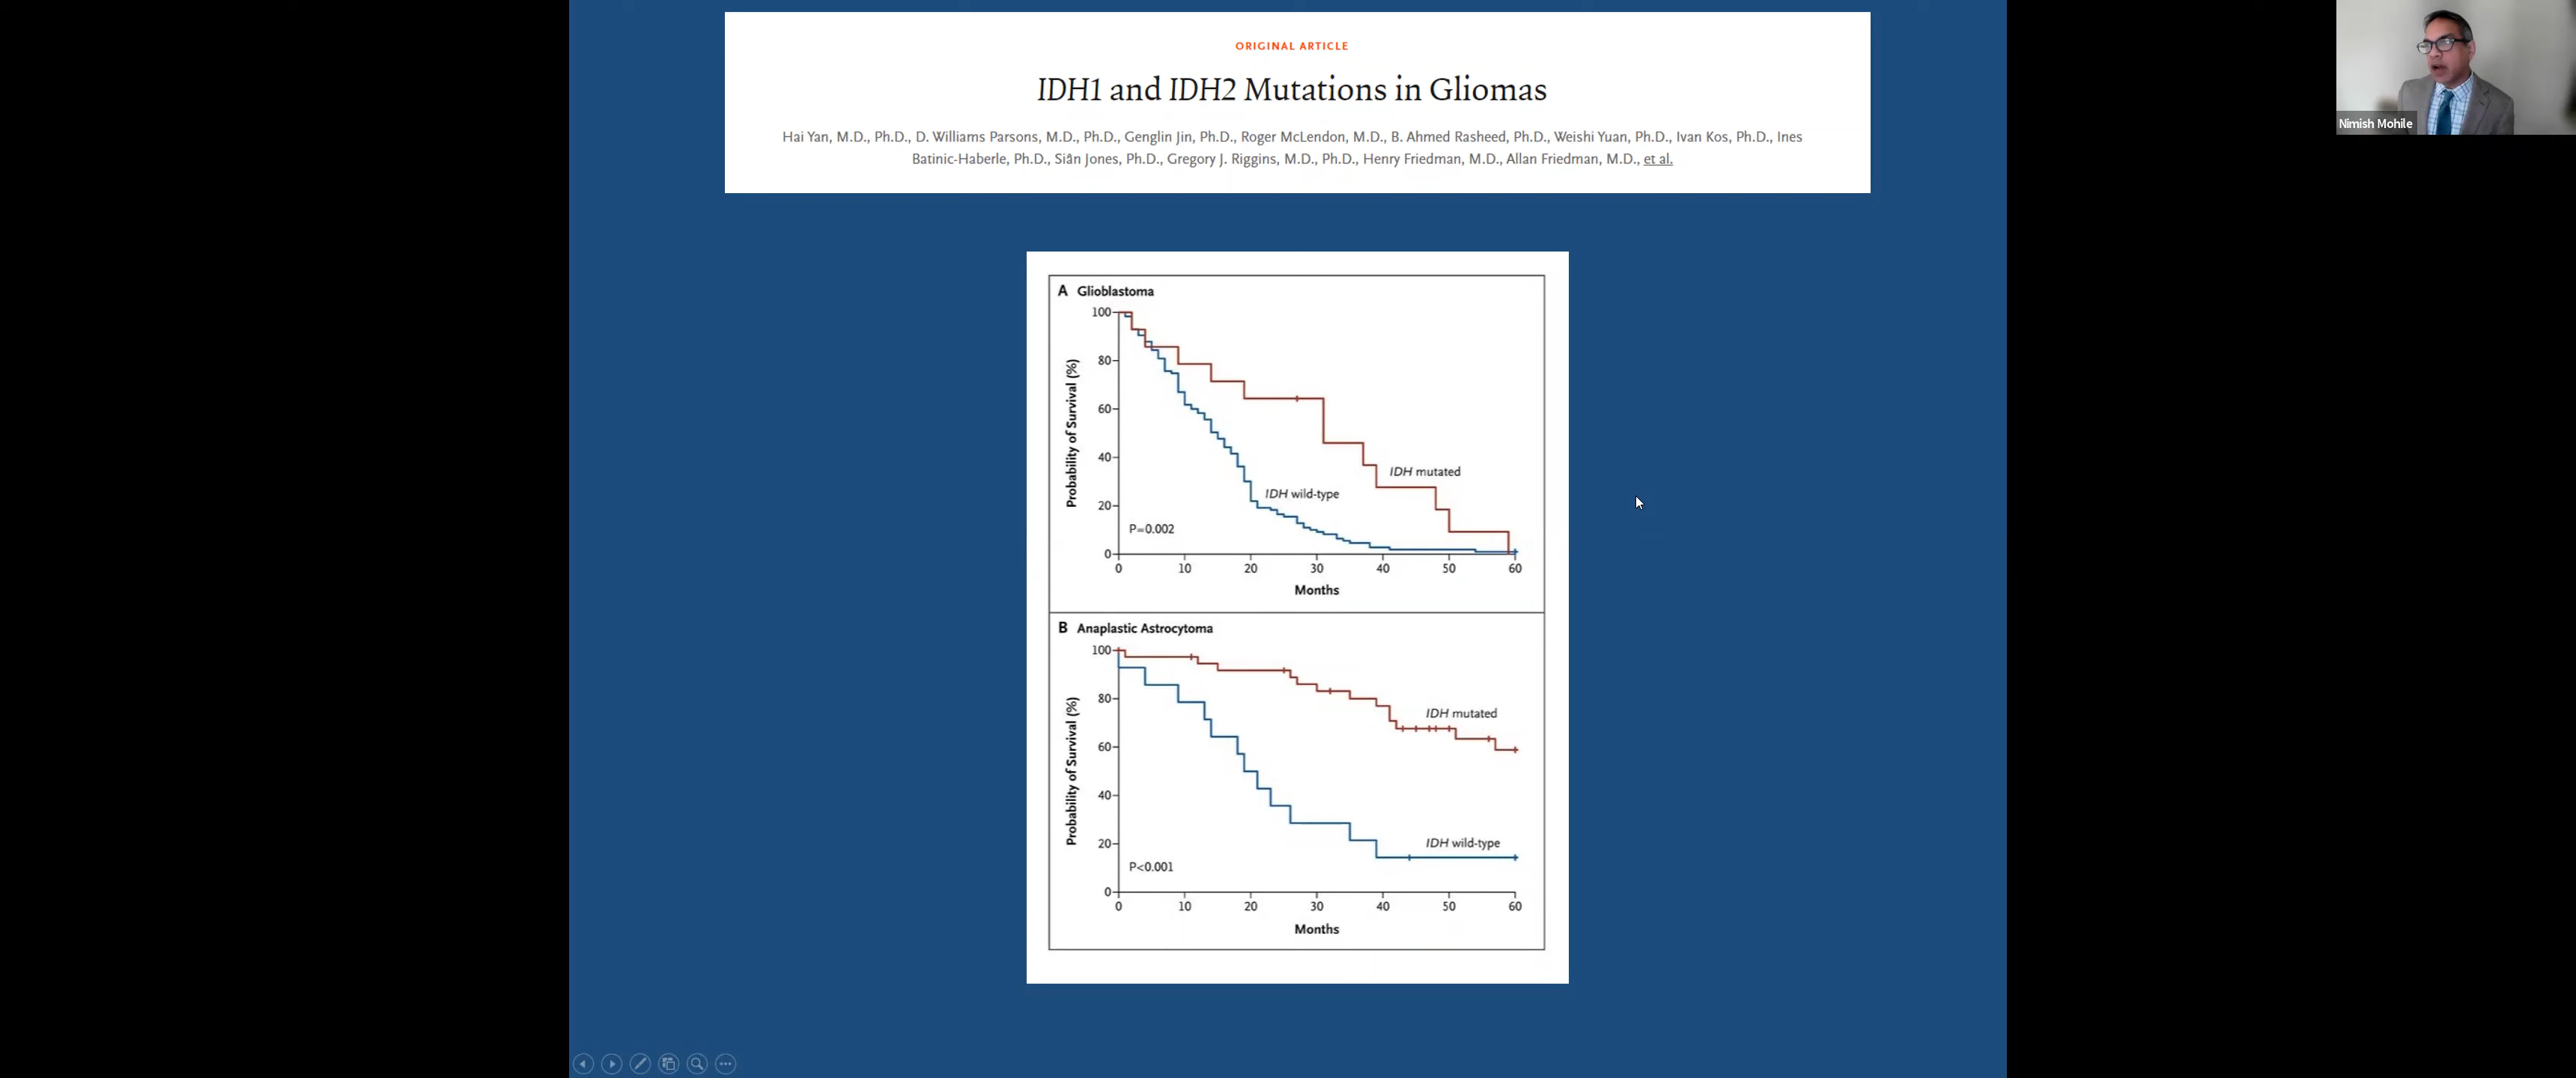 ORIGINAL ARTICLE
IDH1 and IDH2 Mutations in Gliomas
Hai Yan, M.D., Ph.D., D. Williams Parsons, M.D., Ph.D., Genglin Jin, Ph.D., Roger McLendon, M.D., B. Ahmed Rasheed, Ph.D., Weishi Yuan, Ph.D., Ivan Kos, Ph.D., Ines
Batinic-Haberle, Ph.D., Siân Jones, Ph.D., Gregory J. Riggins, M.D., Ph.D., Henry Friedman, M.D., Allan Friedman, M.D., et al.
Nimish Mohile
A Glioblastoma
Probability of Survival (%)
100
80
60
40
20
0
IDH mutated
IDH wild-type
P=0.002
0 10 20 30 40 50 60
Months
B Anaplastic Astrocytoma
Probability of Survival (%)
100
80
60
40
20
0
IDH mutated
IDH wild-type
P<0.001
0 10 20 30 40 50 60
Months